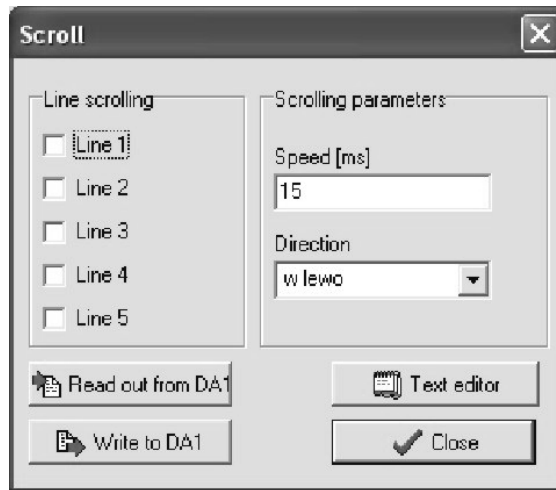 Scroll
Line scrolling
Line 1
Line 2
Line 3
Line 4
Line 5
Scrolling parameters
Speed [ms]
15
Direction
w lewo
Read out from DA1
Text editor
Write to DA1
Close